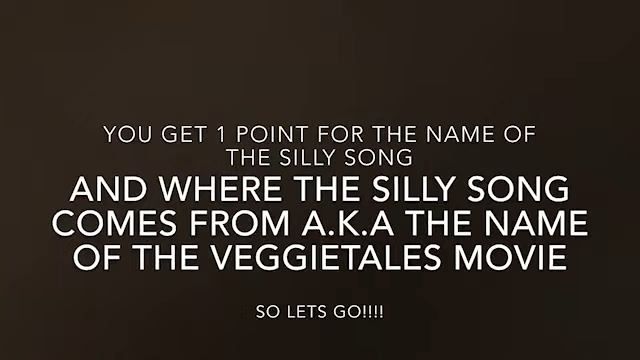 YOU GET 1 POINT FOR THE NAME OF
THE SILLY SONG
AND WHERE THE SILLY SONG
COMES FROM A.K.A THE NAME
OF THE VEGGIETALES MOVIE
SO LETS GO!!!!